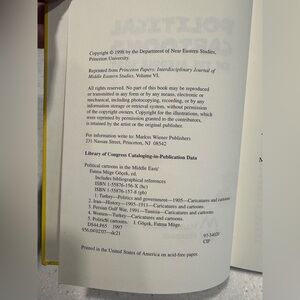 Copyright © 1998 by the Department of Near Eastern Studies,
Princeton University.
Reprinted from Princeton Papers: Interdisciplinary Journal of
Middle Eastern Studies, Volume VI.
All rights reserved. No part of this book may be reproduced
or transmitted in any form or by any means, electronic or
mechanical, including photocopying, recording, or by any
information storage or retrieval system, without permission
of the copyright owners. Copyright for the illustrations, which
were reprinted by permission granted to the contributors,
is retained by the artist or the original publisher.
For information write to: Markus Wiener Publishers
231 Nassau Street, Princeton, NJ 08542
Library of Congress Cataloging-in-Publication Data
Political cartoons in the Middle East/
Fatma Müge Göçek, ed.
Includes bibliographical references
ISBN 1-55876-156-X (hc)
ISBN 1-55876-157-8 (pb)
1. Turkey—Politics and government—1905—Caricatures and cartoons.
2. Iran—History—1905-1911—Caricatures and cartoons.
3. Persian Gulf War, 1991—Tunisia—Caricatures and cartoons.
4. Women—Turkey—Caricatures and cartoons.
5. Political cartoons. I. Göçek, Fatma Müge.
DS44.P65 1997
956.04'0207—dc21
CIP
Printed in the United States of America on acid-free paper.